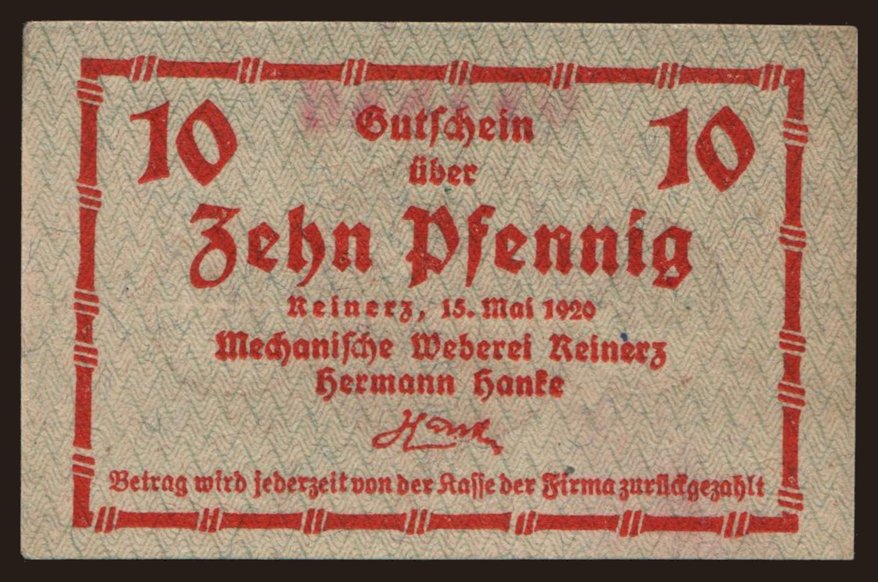 10 Gutschein 10
über
Zehn Pfennig
Reinerz, 15. Mai 1920
Mechanische Weberei Reinerz
Hermann Hanke
Hanke
Betrag wird jederzeit von der Kasse der Firma zurückgezahlt